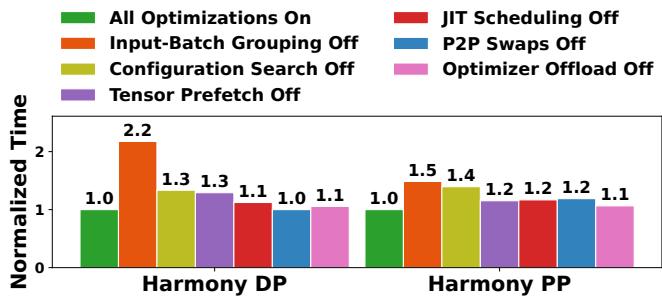 All Optimizations On
Input-Batch Grouping Off
Configuration Search Off
Tensor Prefetch Off
JIT Scheduling Off
P2P Swaps Off
Optimizer Offload Off
Normalized Time
2
1
0
1.0
2.2
1.3
1.3
1.1
1.0
1.1
1.0
1.5
1.4
1.2
1.2
1.2
1.1
Harmony DP
Harmony PP